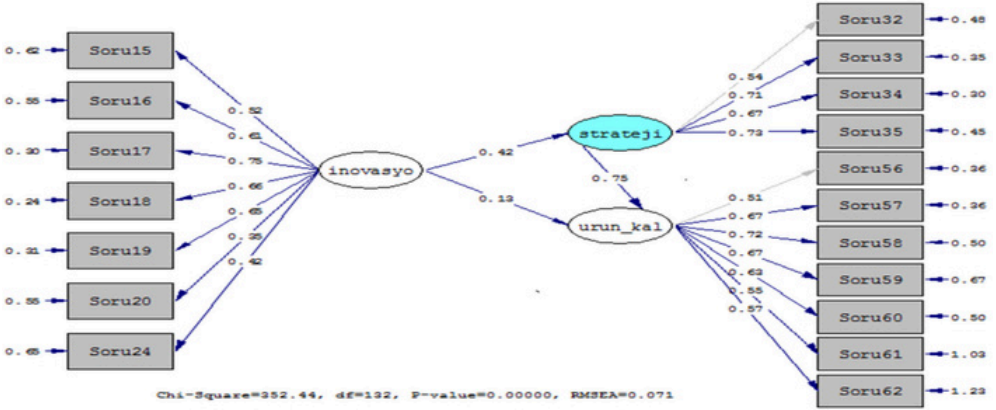 0.62 Soru15
0.55 Soru16
0.30 Soru17
0.24 Soru18
0.31 Soru19
0.55 Soru20
0.65 Soru24
0.52
0.61
0.75
0.66
0.65
0.35
0.42
inovasyo
0.42
0.13
strateji
0.75
urun_kal
0.54
0.71
0.67
0.73
0.51
0.67
0.72
0.67
0.63
0.55
0.57
Soru32 0.48
Soru33 0.35
Soru34 0.30
Soru35 0.45
Soru56 0.36
Soru57 0.36
Soru58 0.50
Soru59 0.67
Soru60 0.50
Soru61 1.03
Soru62 1.23
Chi-Square=352.44, df=132, P-value=0.00000, RMSEA=0.071